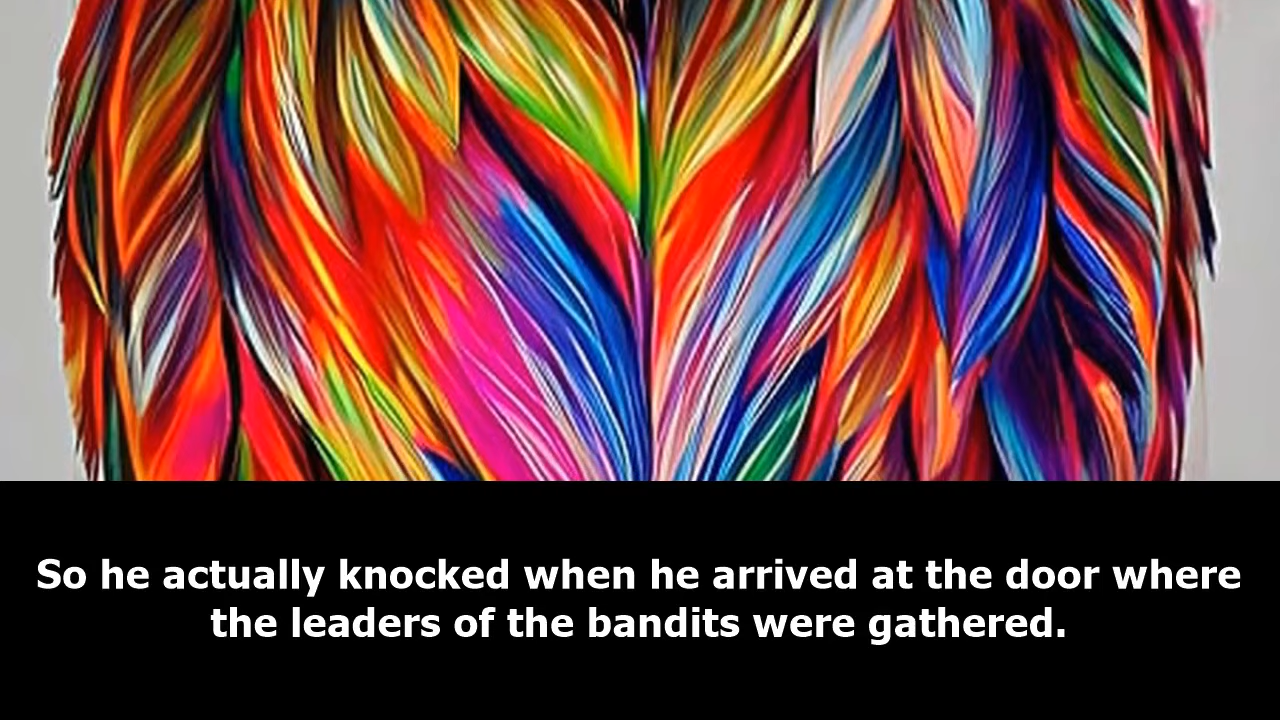 So he actually knocked when he arrived at the door where
the leaders of the bandits were gathered.